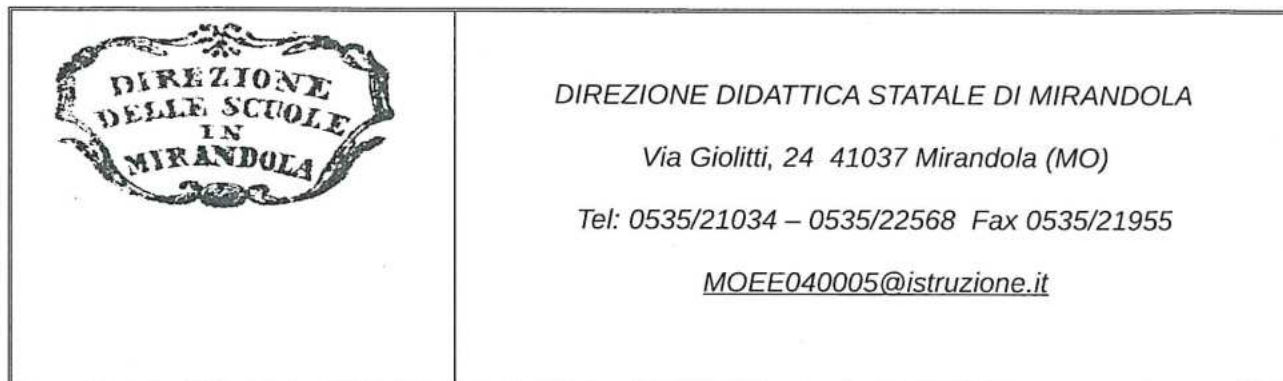 DIREZIONE
DELLE SCUOLE
IN
MIRANDOLA
DIREZIONE DIDATTICA STATALE DI MIRANDOLA
Via Giolitti, 24 41037 Mirandola (MO)
Tel: 0535/21034 – 0535/22568 Fax 0535/21955
MOEE040005@istruzione.it